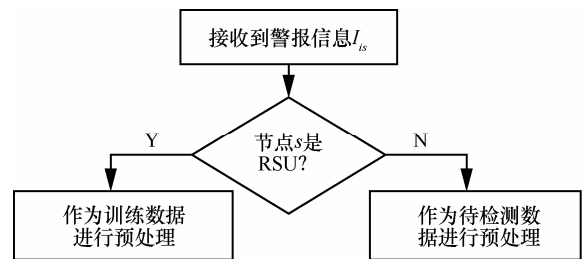 接收到警报信息Iis
节点s是
RSU?
Y
N
作为训练数据
进行预处理
作为待检测数
据进行预处理